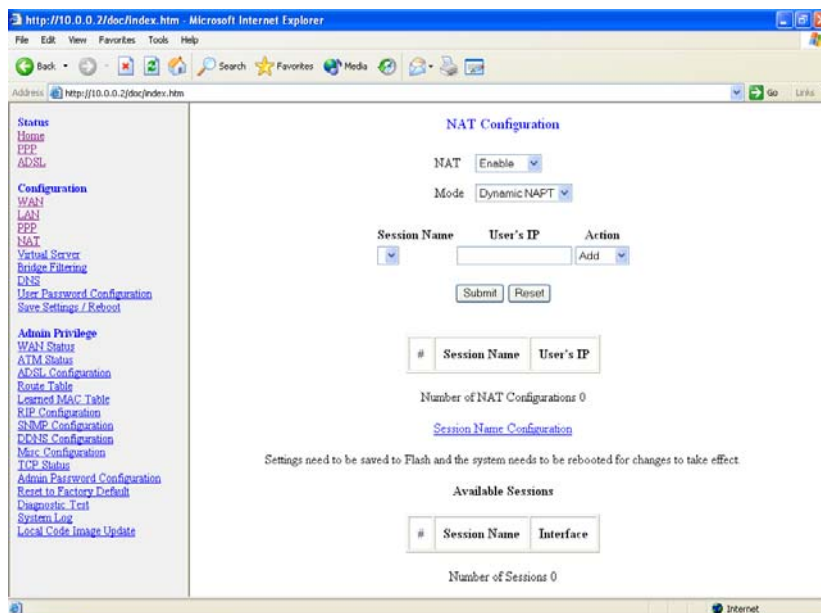 http://10.0.0.2/doc/index.htm - Microsoft Internet Explorer
File Edit View Favorites Tools Help
Back Search Favorites Media
Address http://10.0.0.2/doc/index.htm Go Links
Status
Home
PPP
ADSL
Configuration
WAN
LAN
PPP
NAT
Virtual Server
Bridge Filtering
DNS
User Password Configuration
Save Settings / Reboot
Admin Privilege
WAN Status
ATM Status
ADSL Configuration
Route Table
Learned MAC Table
RIP Configuration
SNMP Configuration
DDNS Configuration
Misc Configuration
TCP Status
Admin Password Configuration
Reset to Factory Default
Diagnostic Test
System Log
Local Code Image Update
NAT Configuration
NAT Enable
Mode Dynamic NAPT
Session Name User's IP Action
Add
Submit Reset
# Session Name User's IP
Number of NAT Configurations 0
Session Name Configuration
Settings need to be saved to Flash and the system needs to be rebooted for changes to take effect
Available Sessions
# Session Name Interface
Number of Sessions 0
Internet